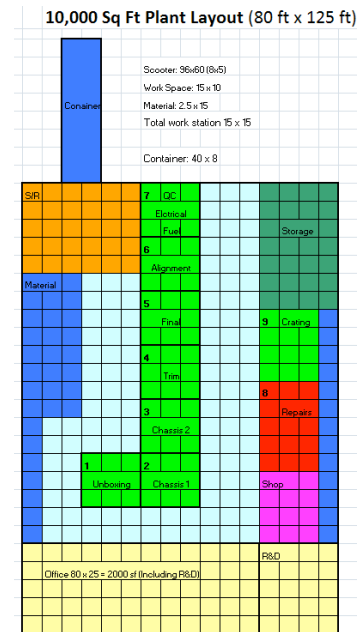 10,000 Sq Ft Plant Layout (80 ft x 125 ft)
Scooter: 96x60 (8x5)
Work Space: 15 x 10
Conainer
Material: 2.5 x 15
Total work station 15 x 15
Container: 40 x 8
S/R
7 QC
Elctrical
Fuel
Storage
6
Alignment
Material
5
Final
9 Crating
4
Trim
8
Repairs
3
Chassis 2
1
Unboxing
2
Chassis 1
Shop
R&D
Office 80 x 25 = 2000 sf (Including R&D)